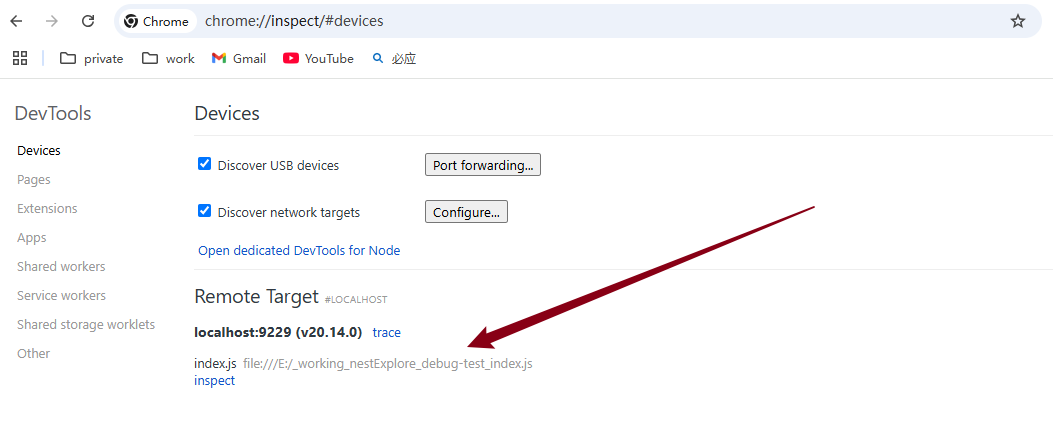 Chrome chrome://inspect/#devices
private work Gmail YouTube 必应
DevTools
Devices
Pages
Extensions
Apps
Shared workers
Service workers
Shared storage worklets
Other
Devices
Discover USB devices Port forwarding...
Discover network targets Configure...
Open dedicated DevTools for Node
Remote Target #LOCALHOST
localhost:9229 (v20.14.0) trace
index.js file:///E:/_working_nestExplore_debug-test_index.js
inspect